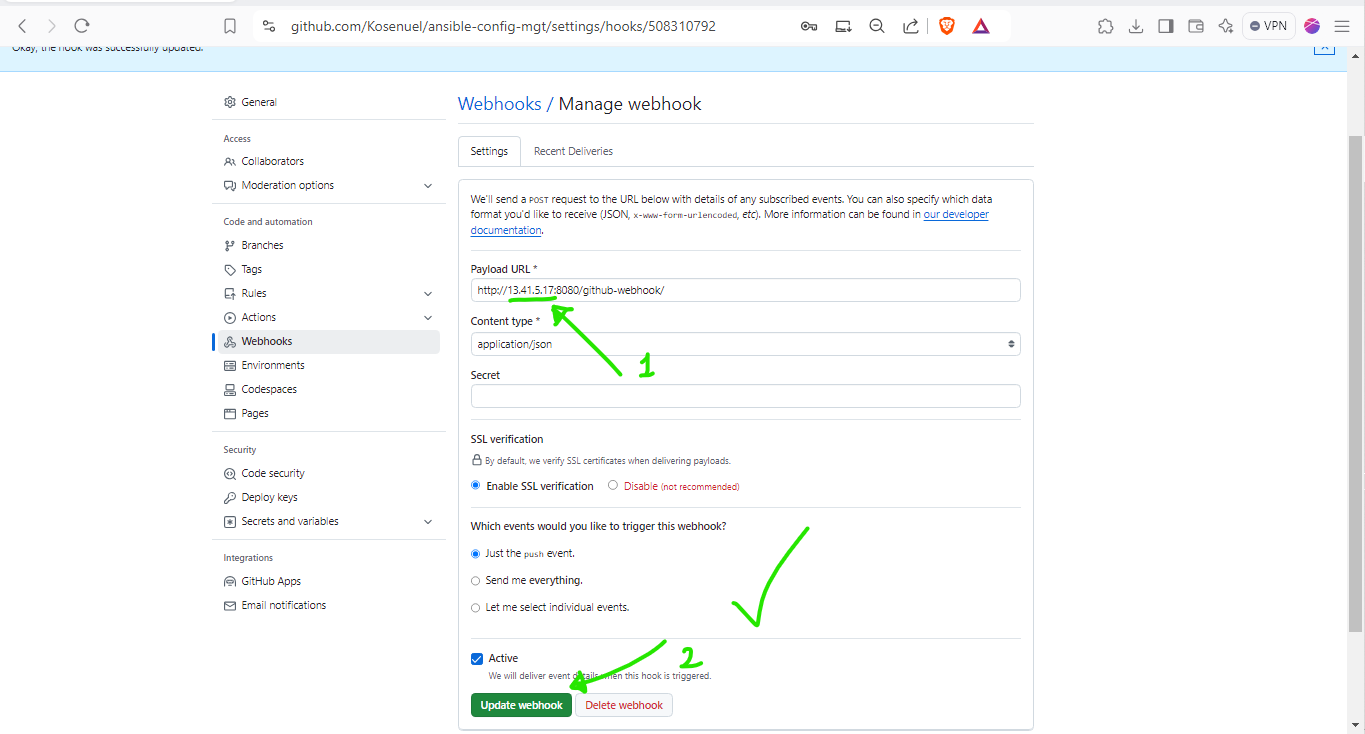 github.com/Kosenuel/ansible-config-mgt/settings/hooks/508310792
VPN
Okay, the hook was successfully updated.
General
Access
Collaborators
Moderation options
Code and automation
Branches
Tags
Rules
Actions
Webhooks
Environments
Codespaces
Pages
Security
Code security
Deploy keys
Secrets and variables
Integrations
GitHub Apps
Email notifications
Webhooks / Manage webhook
Settings
Recent Deliveries
We'll send a POST request to the URL below with details of any subscribed events. You can also specify which data
format you'd like to receive (JSON, x-www-form-urlencoded, etc). More information can be found in our developer
documentation.
Payload URL *
http://13.41.5.17:8080/github-webhook/
Content type *
application/json
1
Secret
SSL verification
By default, we verify SSL certificates when delivering payloads.
Enable SSL verification
Disable (not recommended)
Which events would you like to trigger this webhook?
Just the push event.
Send me everything.
Let me select individual events.
Active
2
We will deliver event details when this hook is triggered.
Update webhook
Delete webhook